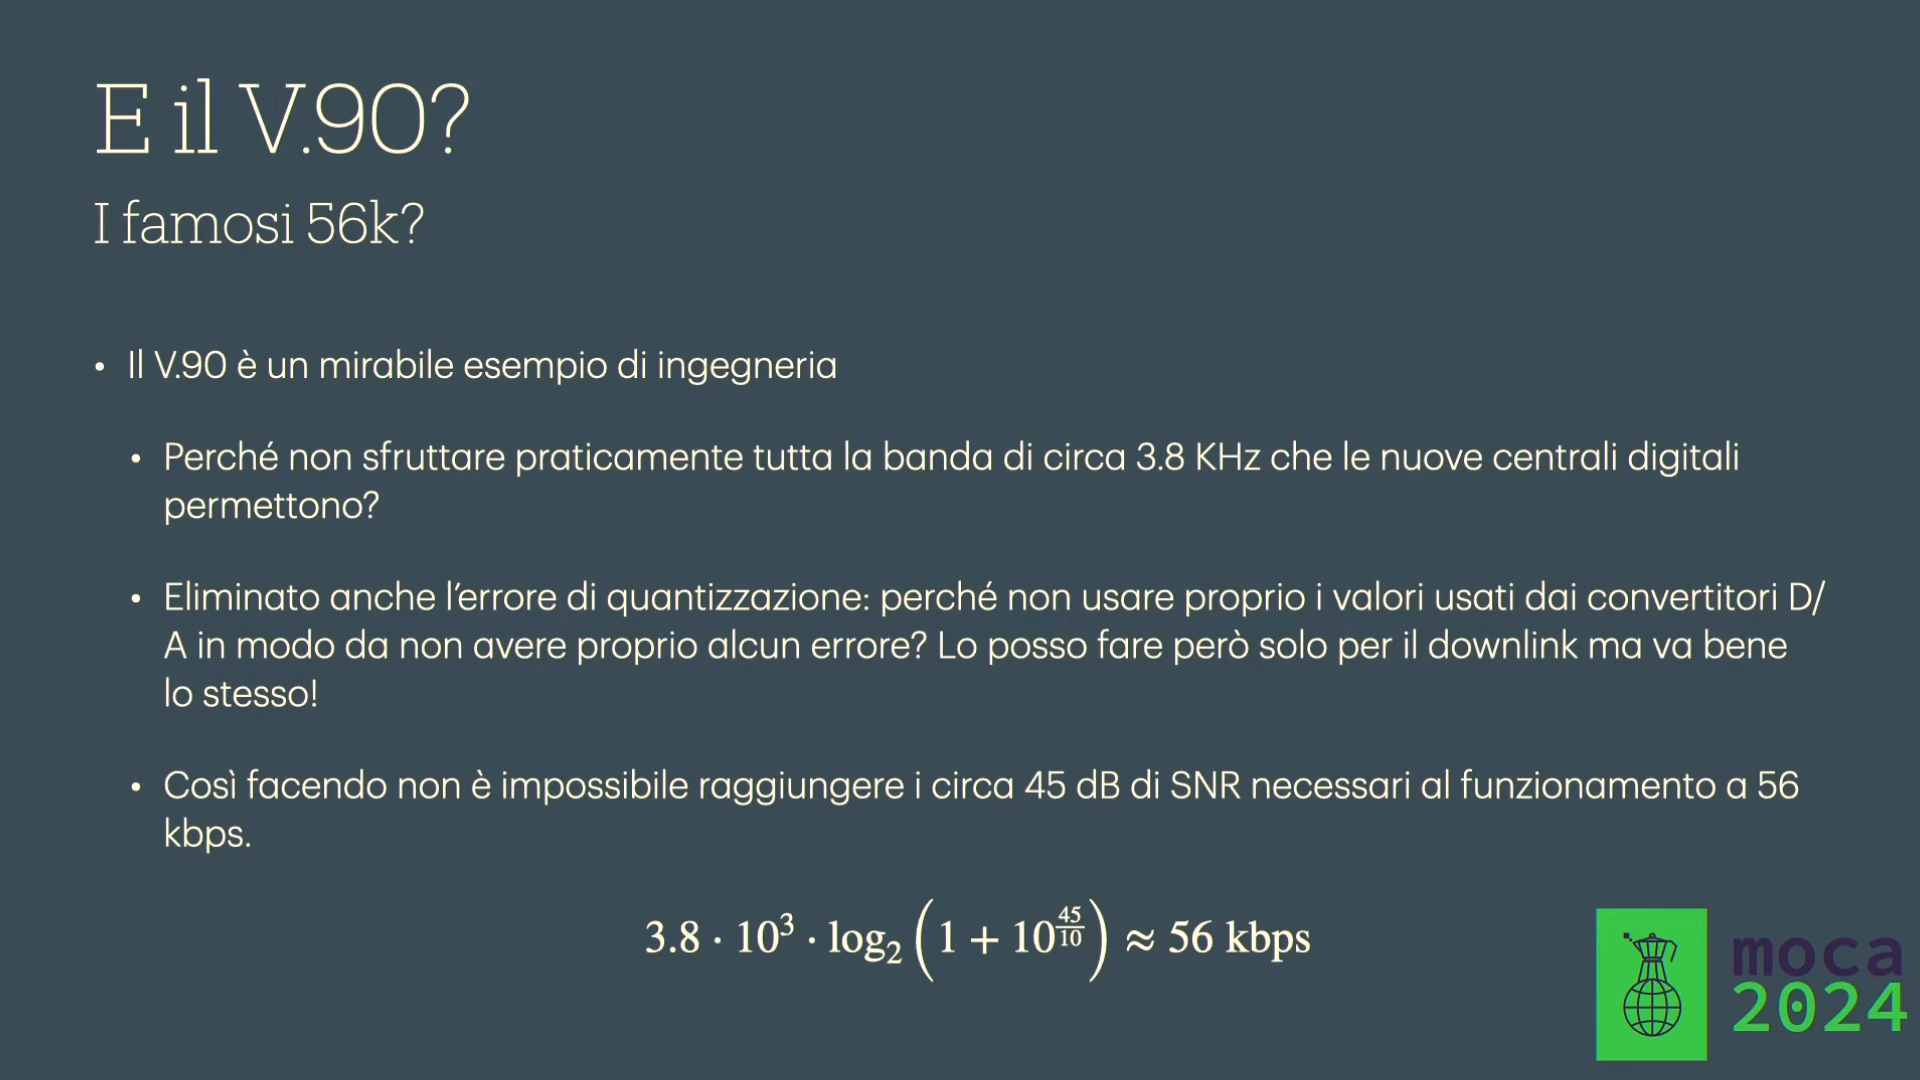 E il V.90?
I famosi 56k?
• Il V.90 è un mirabile esempio di ingegneria
• Perché non sfruttare praticamente tutta la banda di circa 3.8 KHz che le nuove centrali digitali
permettono?
• Eliminato anche l’errore di quantizzazione: perché non usare proprio i valori usati dai convertitori D/
A in modo da non avere proprio alcun errore? Lo posso fare però solo per il downlink ma va bene
lo stesso!
• Così facendo non è impossibile raggiungere i circa 45 dB di SNR necessari al funzionamento a 56
kbps.
3.8 · 10³ · log₂ (1 + 10^(45/10)) ≈ 56 kbps
moca
2024